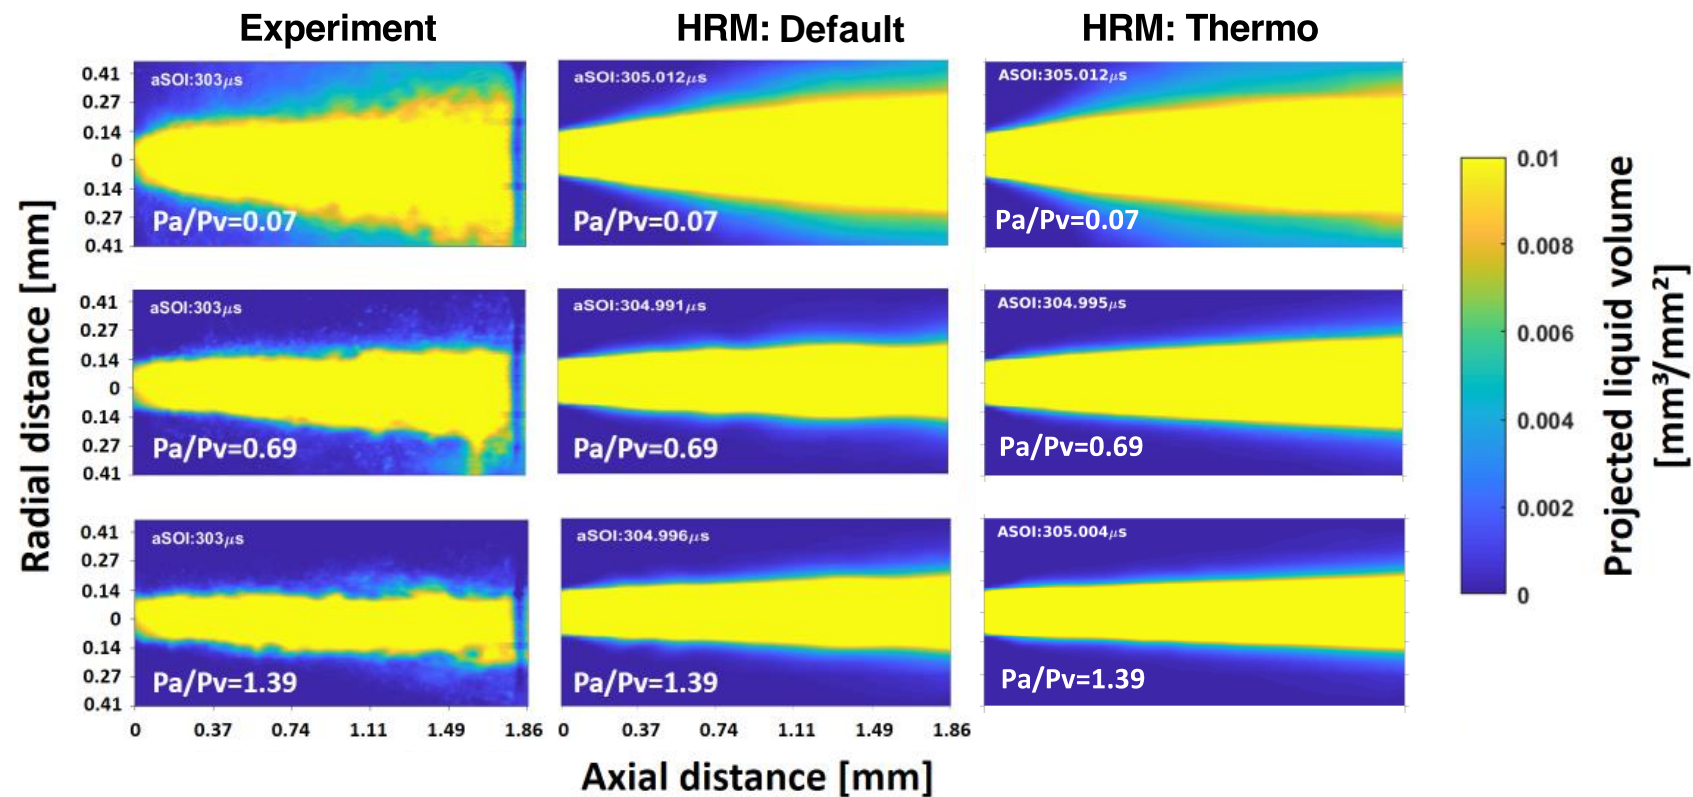 Experiment
HRM: Default
HRM: Thermo
Radial distance [mm]
0.41
0.27
0.14
0
0.14
0.27
0.41
aSOI:303μs
Pa/Pv=0.07
aSOI:305.012μs
Pa/Pv=0.07
ASOI:305.012μs
Pa/Pv=0.07
0.41
0.27
0.14
0
0.14
0.27
0.41
aSOI:303μs
Pa/Pv=0.69
aSOI:304.991μs
Pa/Pv=0.69
ASOI:304.995μs
Pa/Pv=0.69
0.41
0.27
0.14
0
0.14
0.27
0.41
aSOI:303μs
Pa/Pv=1.39
aSOI:304.996μs
Pa/Pv=1.39
ASOI:305.004μs
Pa/Pv=1.39
0 0.37 0.74 1.11 1.49 1.86
0 0.37 0.74 1.11 1.49 1.86
Axial distance [mm]
0.01
0.008
0.006
0.004
0.002
0
Projected liquid volume
[mm³/mm²]